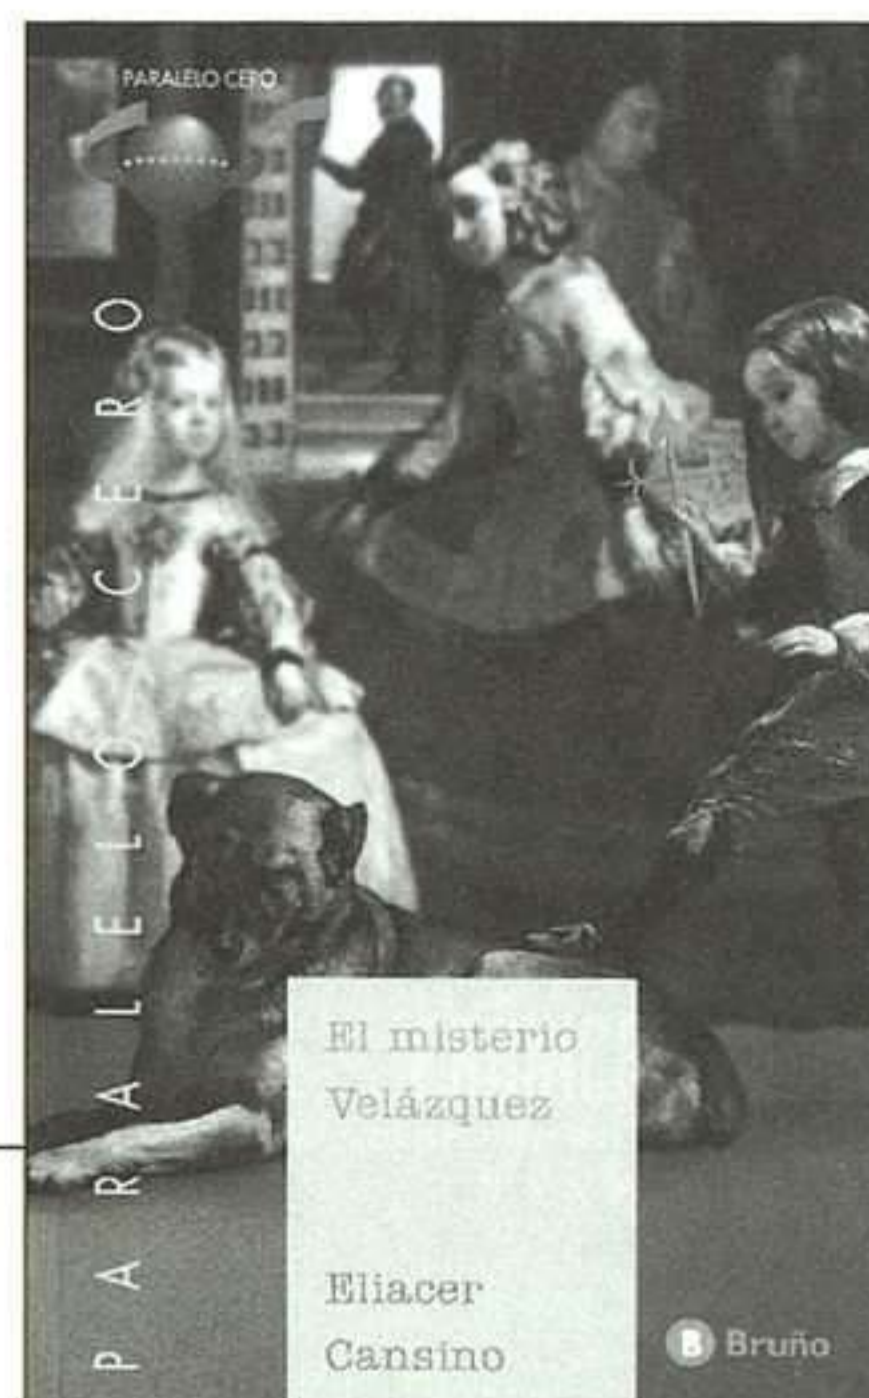 PARALELO CERO
PARALELO CERO
El misterio
Velázquez
Eliacer
Cansino
B Bruño